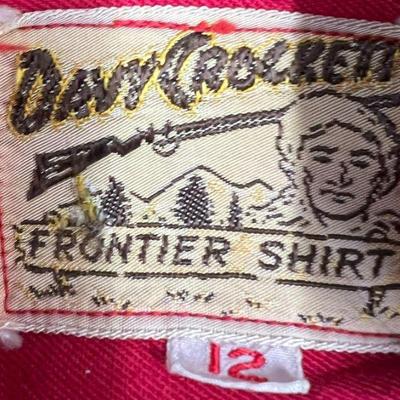 DAVY CROCKETT
FRONTIER SHIRT
12